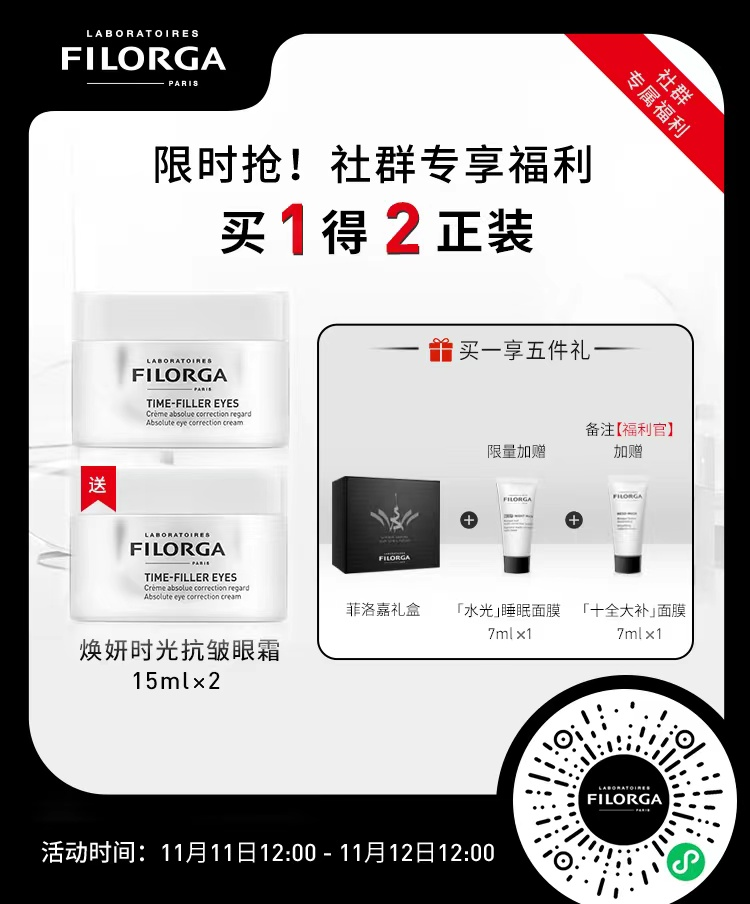 LABORATOIRES
FILORGA
PARIS
社群
专属福利
限时抢！社群专享福利
买1得2正装
LABORATOIRES
FILORGA
PARIS
TIME-FILLER EYES
Crème absolue correction regard
Absolute eye correction cream
送
LABORATOIRES
FILORGA
PARIS
TIME-FILLER EYES
Crème absolue correction regard
Absolute eye correction cream
焕妍时光抗皱眼霜
15ml×2
买一享五件礼
限量加赠
备注【福利官】
加赠
FILORGA
FILORGA
FILORGA
菲洛嘉礼盒
「水光」睡眠面膜
7ml×1
「十全大补」面膜
7ml×1
LABORATOIRES
FILORGA
PARIS
活动时间：11月11日12:00 - 11月12日12:00